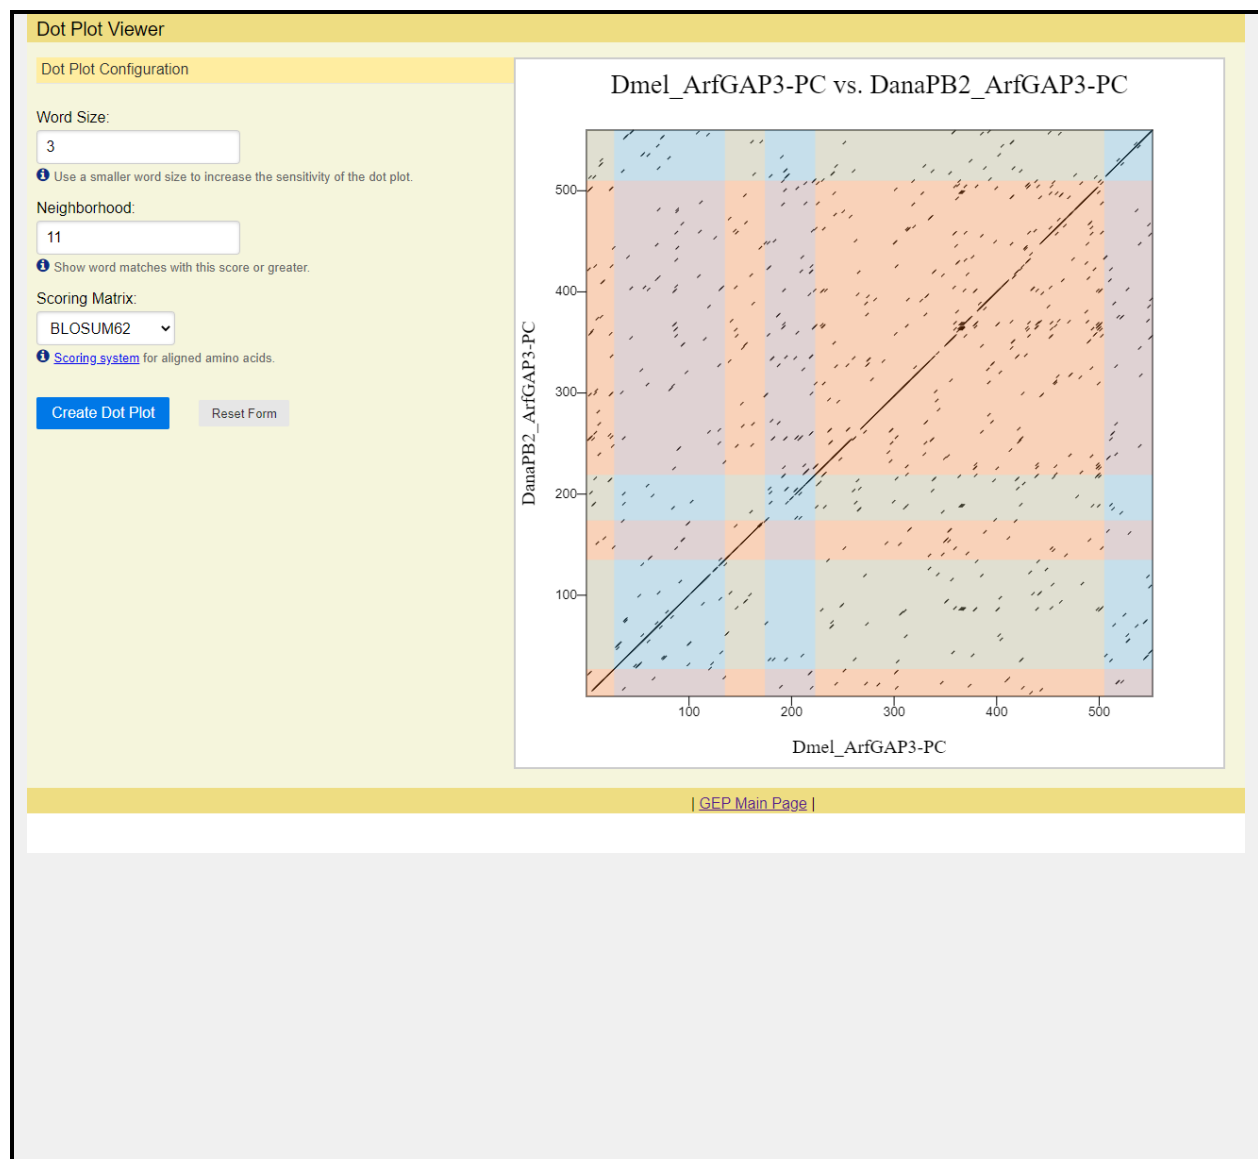 Dot Plot Viewer
Dot Plot Configuration
Word Size:
3
Use a smaller word size to increase the sensitivity of the dot plot.
Neighborhood:
11
Show word matches with this score or greater.
Scoring Matrix:
BLOSUM62
Scoring system for aligned amino acids.
Create Dot Plot
Reset Form
Dmel_ArfGAP3-PC vs. DanaPB2_ArfGAP3-PC
DanaPB2_ArfGAP3-PC
500
400
300
200
100
100 200 300 400 500
Dmel_ArfGAP3-PC
| GEP Main Page |